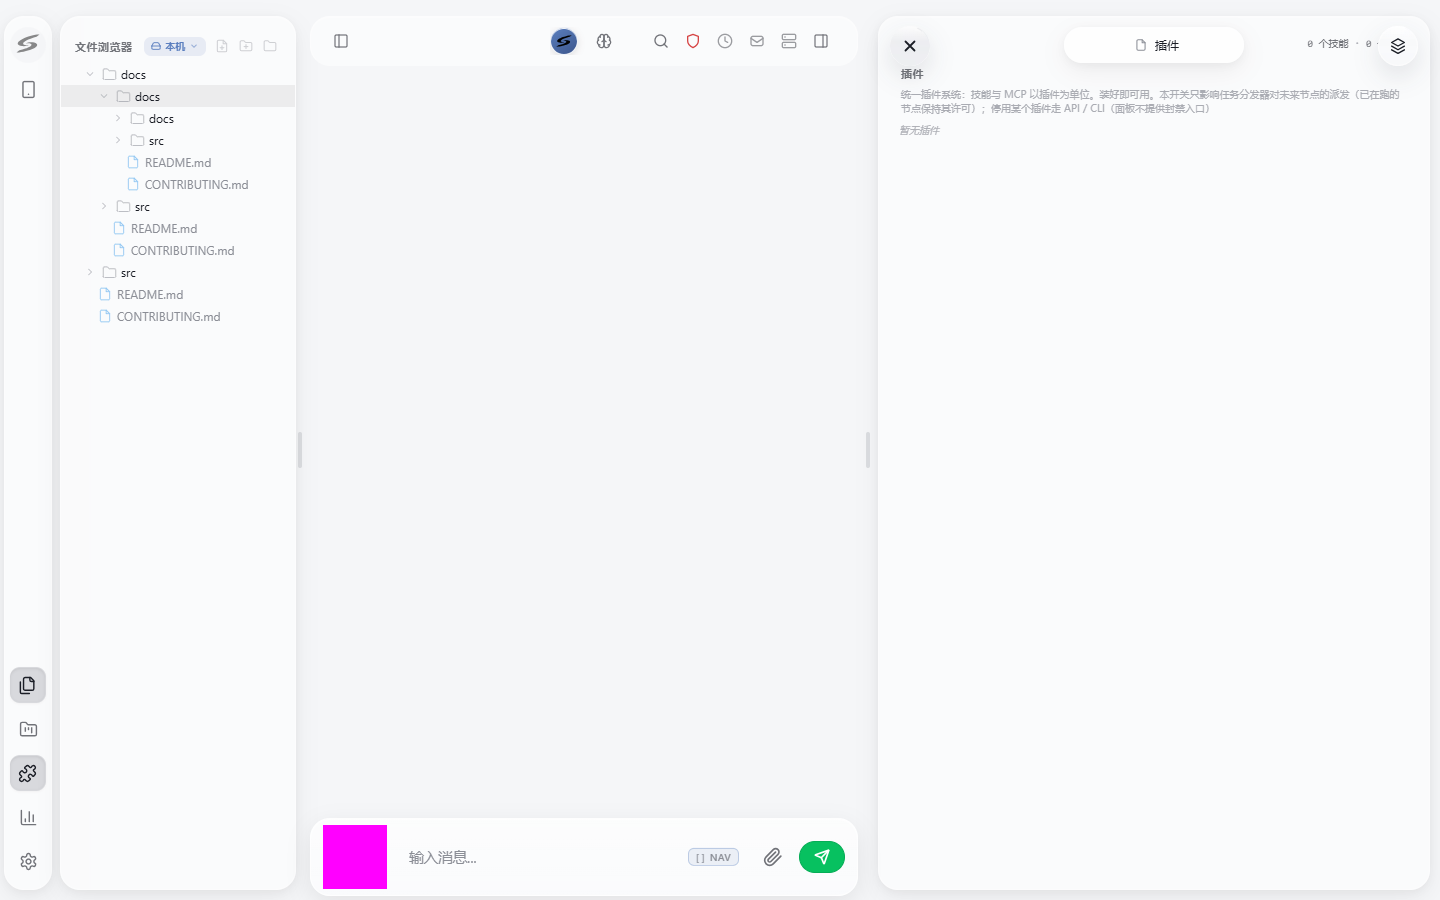 文件浏览器 本机
docs
docs
docs
src
README.md
CONTRIBUTING.md
src
README.md
CONTRIBUTING.md
src
README.md
CONTRIBUTING.md
输入消息...
[ ] NAV
插件
0 个技能 · 0
插件
统一插件系统：技能与 MCP 以插件为单位。装好即可用。本开关只影响任务分发器对未来节点的派发（已在跑的
节点保持其许可）；停用某个插件走 API / CLI（面板不提供封禁入口）
暂无插件